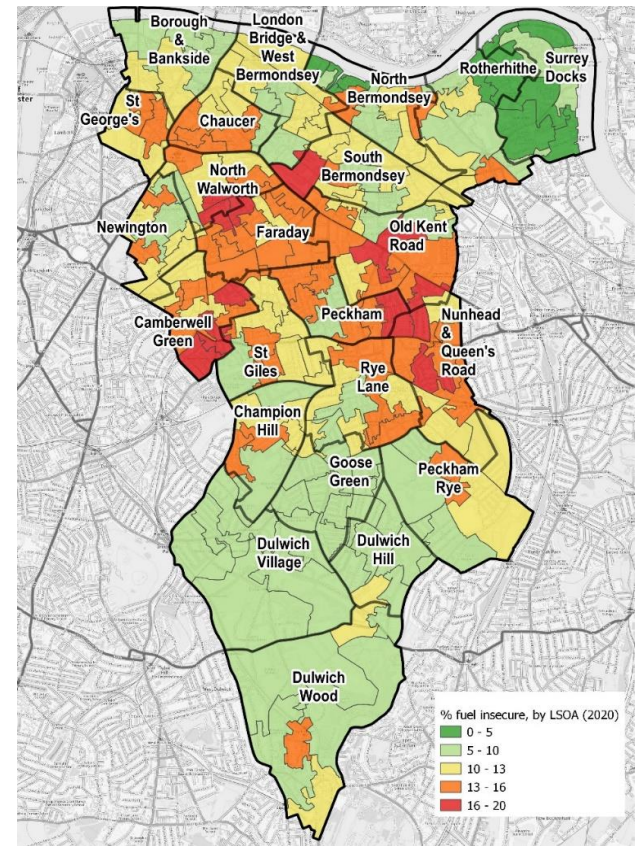 Borough
&
Bankside
London
Bridge &
West
Bermondsey
North
Bermondsey
Rotherhithe
Surrey
Docks
St
George's
Chaucer
South
Bermondsey
North
Walworth
Newington
Faraday
Old Kent
Road
Camberwell
Green
Peckham
Nunhead
&
Queen's
Road
St
Giles
Rye
Lane
Champion
Hill
Goose
Green
Peckham
Rye
Dulwich
Village
Dulwich
Hill
Dulwich
Wood
% fuel insecure, by LSOA (2020)
0 - 5
5 - 10
10 - 13
13 - 16
16 - 20